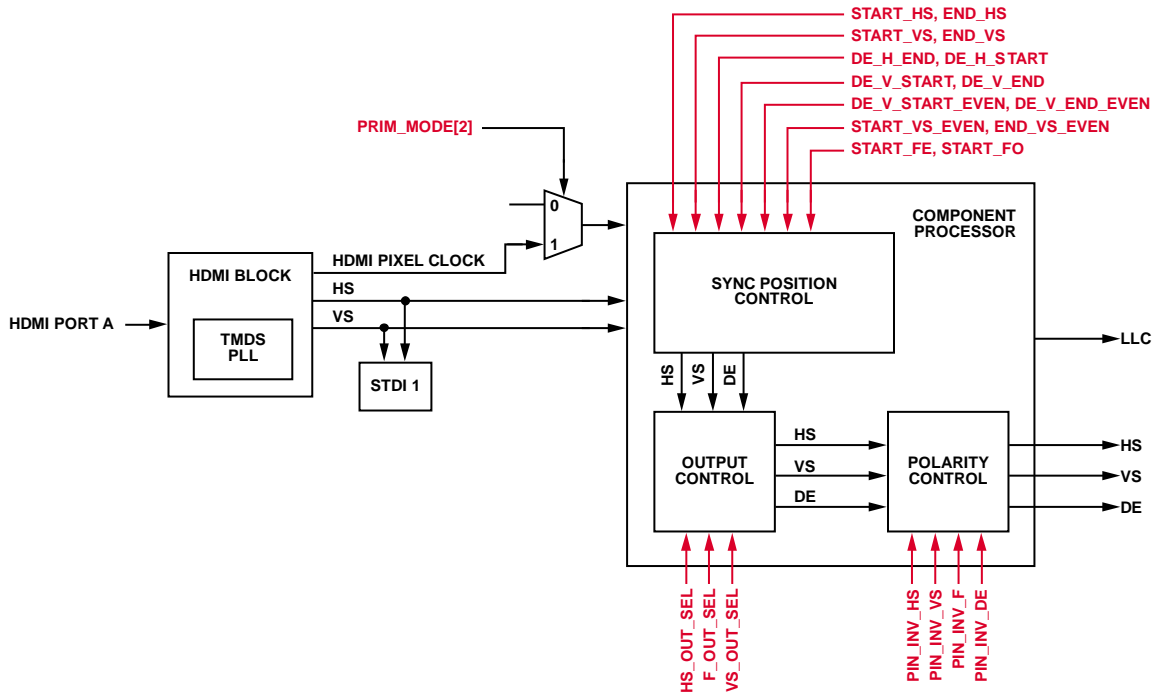 START_HS, END_HS
START_VS, END_VS
DE_H_END, DE_H_START
DE_V_START, DE_V_END
DE_V_START_EVEN, DE_V_END_EVEN
START_VS_EVEN, END_VS_EVEN
START_FE, START_FO
PRIM_MODE[2]
0
1
COMPONENT
PROCESSOR
HDMI PIXEL CLOCK
HDMI BLOCK
HS
VS
HDMI PORT A
TMDS
PLL
STDI 1
SYNC POSITION
CONTROL
LLC
HS
VS
DE
OUTPUT
CONTROL
HS
VS
DE
POLARITY
CONTROL
HS
VS
DE
HS_OUT_SEL
F_OUT_SEL
VS_OUT_SEL
PIN_INV_HS
PIN_INV_VS
PIN_INV_F
PIN_INV_DE